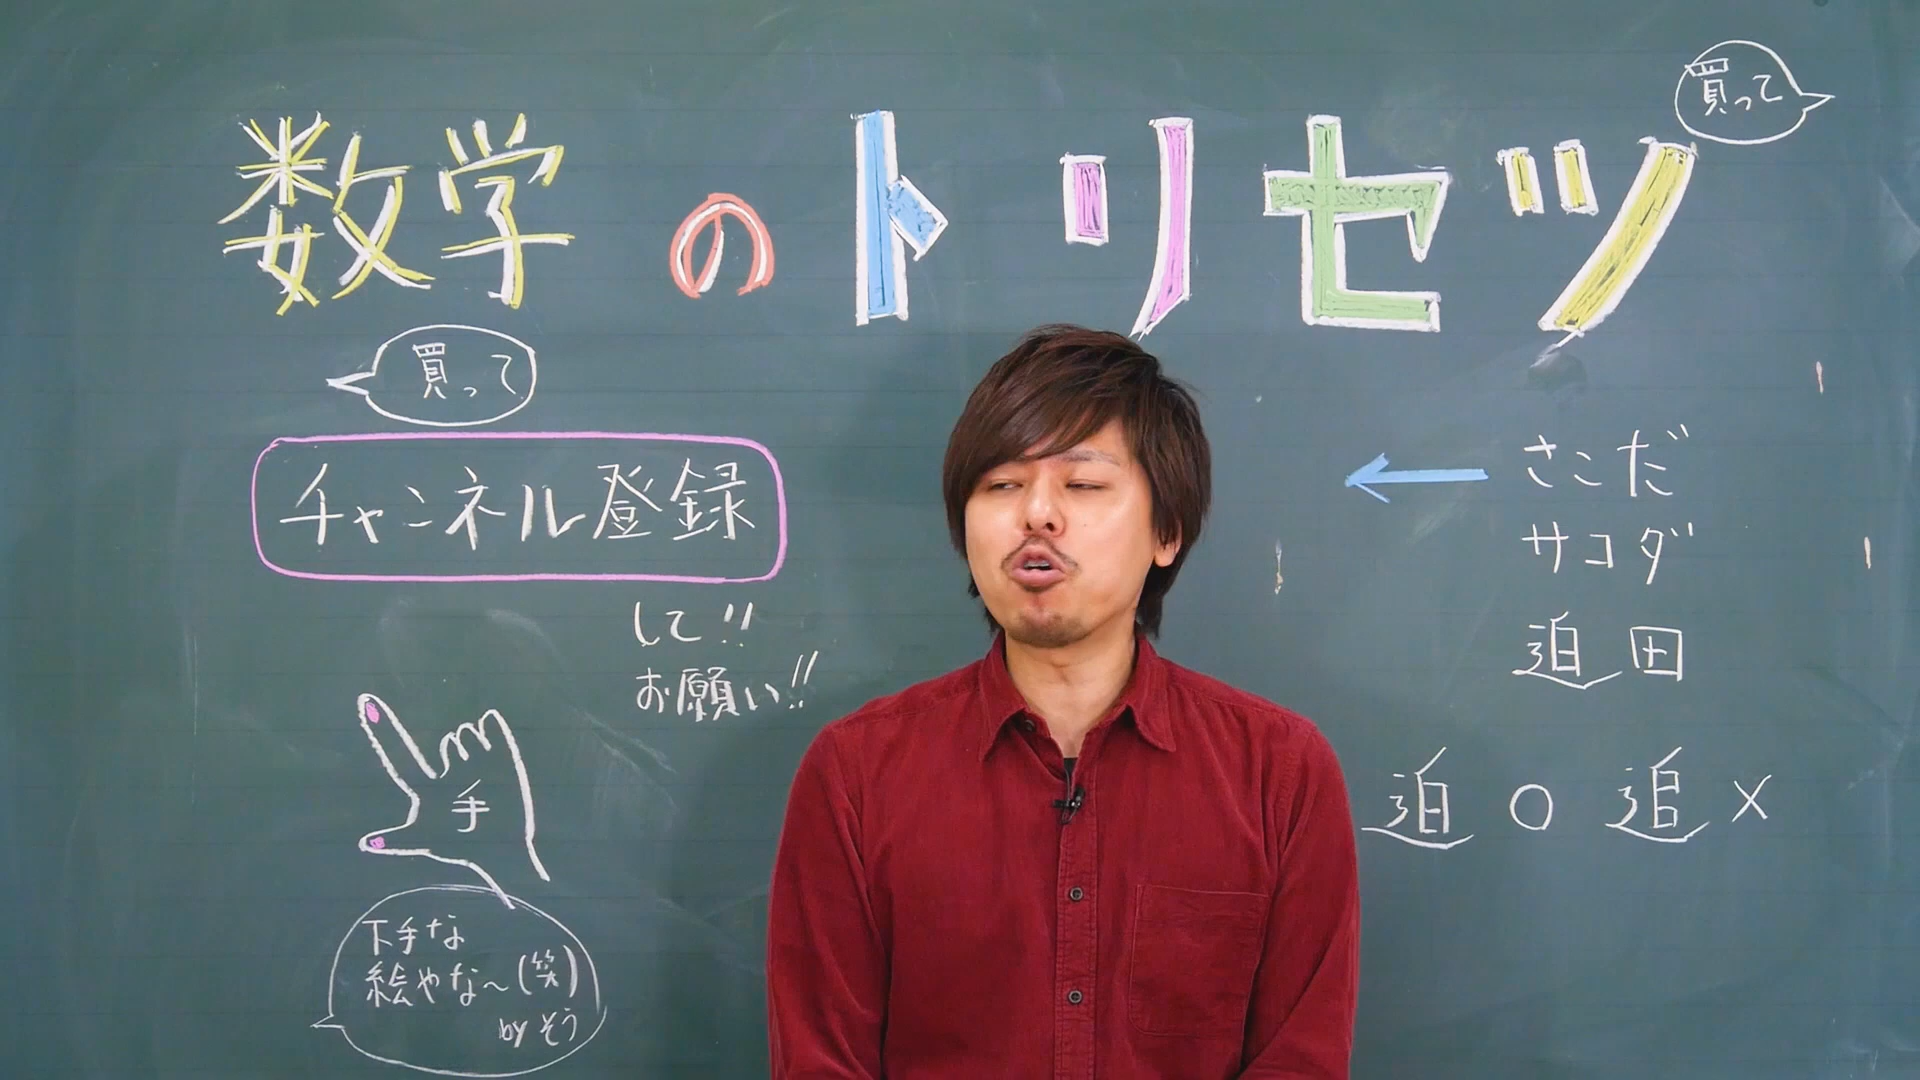 買って
数学のトリセツ
買って
チャンネル登録
して!!
お願い!!
手
下手な
絵やな~(笑)
by そう
さこだ
サコダ
迫田
迫 ○ 追 ×